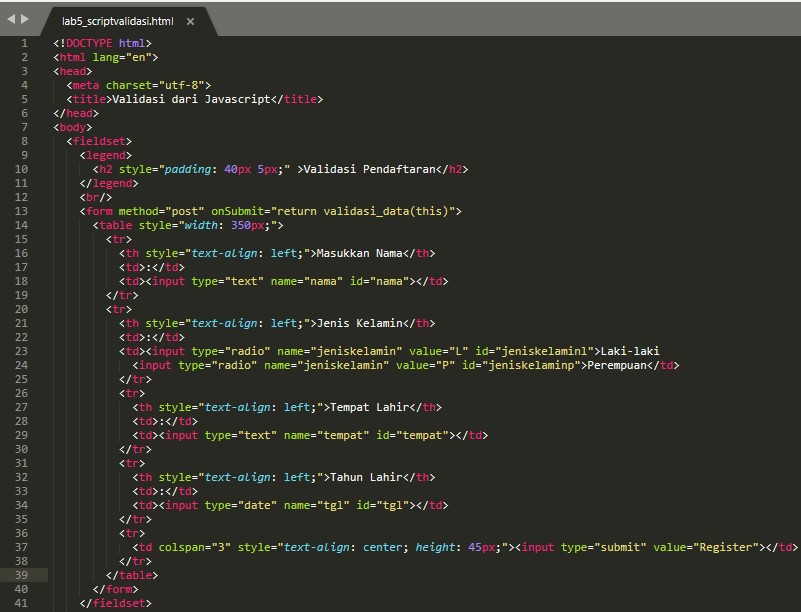 lab5_scriptvalidasi.html ×
1 <!DOCTYPE html>
2 <html lang="en">
3 <head>
4 <meta charset="utf-8">
5 <title>Validasi dari Javascript</title>
6 </head>
7 <body>
8 <fieldset>
9 <legend>
10 <h2 style="padding: 40px 5px;" >Validasi Pendaftaran</h2>
11 </legend>
12 <br/>
13 <form method="post" onSubmit="return validasi_data(this)">
14 <table style="width: 350px;">
15 <tr>
16 <th style="text-align: left;">Masukkan Nama</th>
17 <td>:</td>
18 <td><input type="text" name="nama" id="nama"></td>
19 </tr>
20 <tr>
21 <th style="text-align: left;">Jenis Kelamin</th>
22 <td>:</td>
23 <td><input type="radio" name="jeniskelamin" value="L" id="jeniskelaminl">Laki-laki
24 <input type="radio" name="jeniskelamin" value="P" id="jeniskelaminp">Perempuan</td>
25 </tr>
26 <tr>
27 <th style="text-align: left;">Tempat Lahir</th>
28 <td>:</td>
29 <td><input type="text" name="tempat" id="tempat"></td>
30 </tr>
31 <tr>
32 <th style="text-align: left;">Tahun Lahir</th>
33 <td>:</td>
34 <td><input type="date" name="tgl" id="tgl"></td>
35 </tr>
36 <tr>
37 <td colspan="3" style="text-align: center; height: 45px;"><input type="submit" value="Register"></td>
38 </tr>
39 </table>
40 </form>
41 </fieldset>